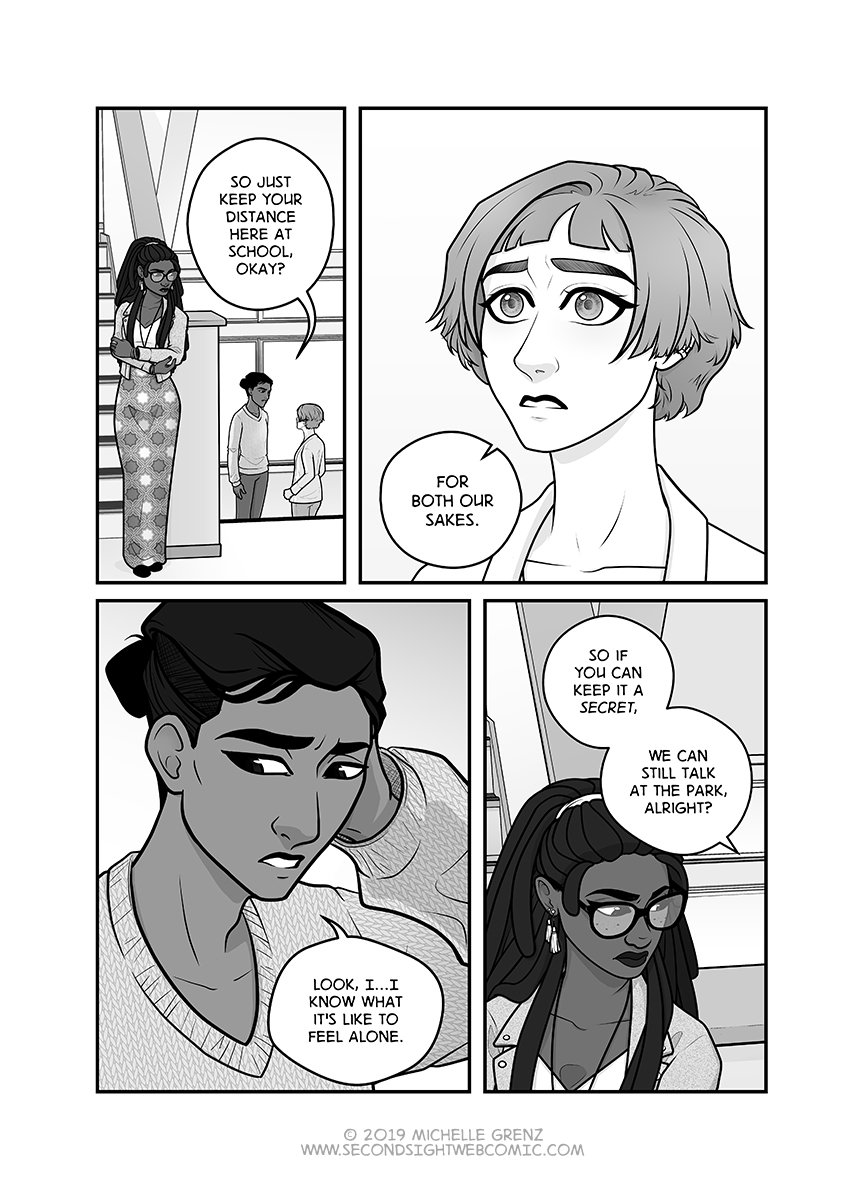 SO JUST
KEEP YOUR
DISTANCE
HERE AT
SCHOOL,
OKAY?
FOR
BOTH OUR
SAKES.
LOOK, I...I
KNOW WHAT
IT'S LIKE TO
FEEL ALONE.
SO IF
YOU CAN
KEEP IT A
SECRET,
WE CAN
STILL TALK
AT THE PARK,
ALRIGHT?
© 2019 MICHELLE GRENZ
WWW.SECONDSIGHTWEBCOMIC.COM